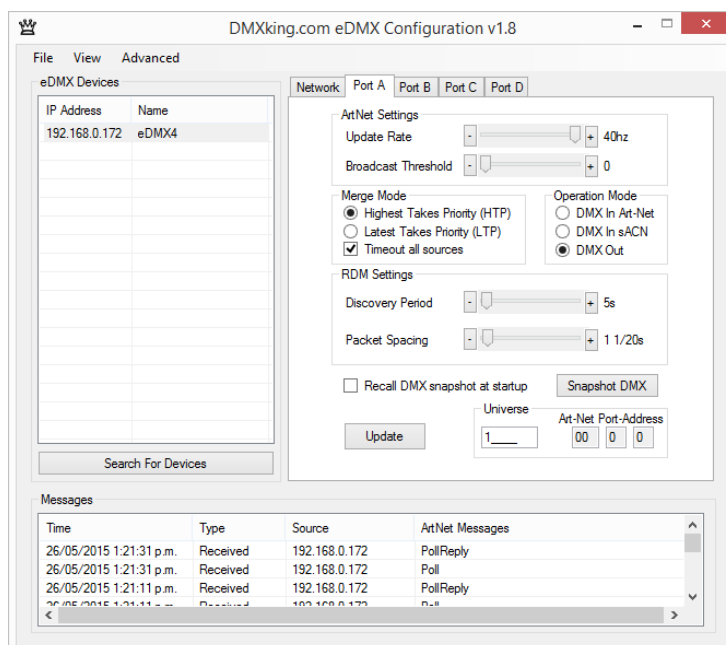 DMXking.com eDMX Configuration v1.8
File View Advanced
eDMX Devices
IP Address Name
192.168.0.172 eDMX4
Search For Devices
Network Port A Port B Port C Port D
ArtNet Settings
Update Rate - + 40hz
Broadcast Threshold - + 0
Merge Mode
Highest Takes Priority (HTP)
Latest Takes Priority (LTP)
Timeout all sources
Operation Mode
DMX In Art-Net
DMX In sACN
DMX Out
RDM Settings
Discovery Period - + 5s
Packet Spacing - + 1 1/20s
Recall DMX snapshot at startup Snapshot DMX
Update
Universe
1____
Art-Net Port-Address
00 0 0
Messages
Time Type Source ArtNet Messages
26/05/2015 1:21:31 p.m. Received 192.168.0.172 PollReply
26/05/2015 1:21:31 p.m. Received 192.168.0.172 Poll
26/05/2015 1:21:11 p.m. Received 192.168.0.172 PollReply